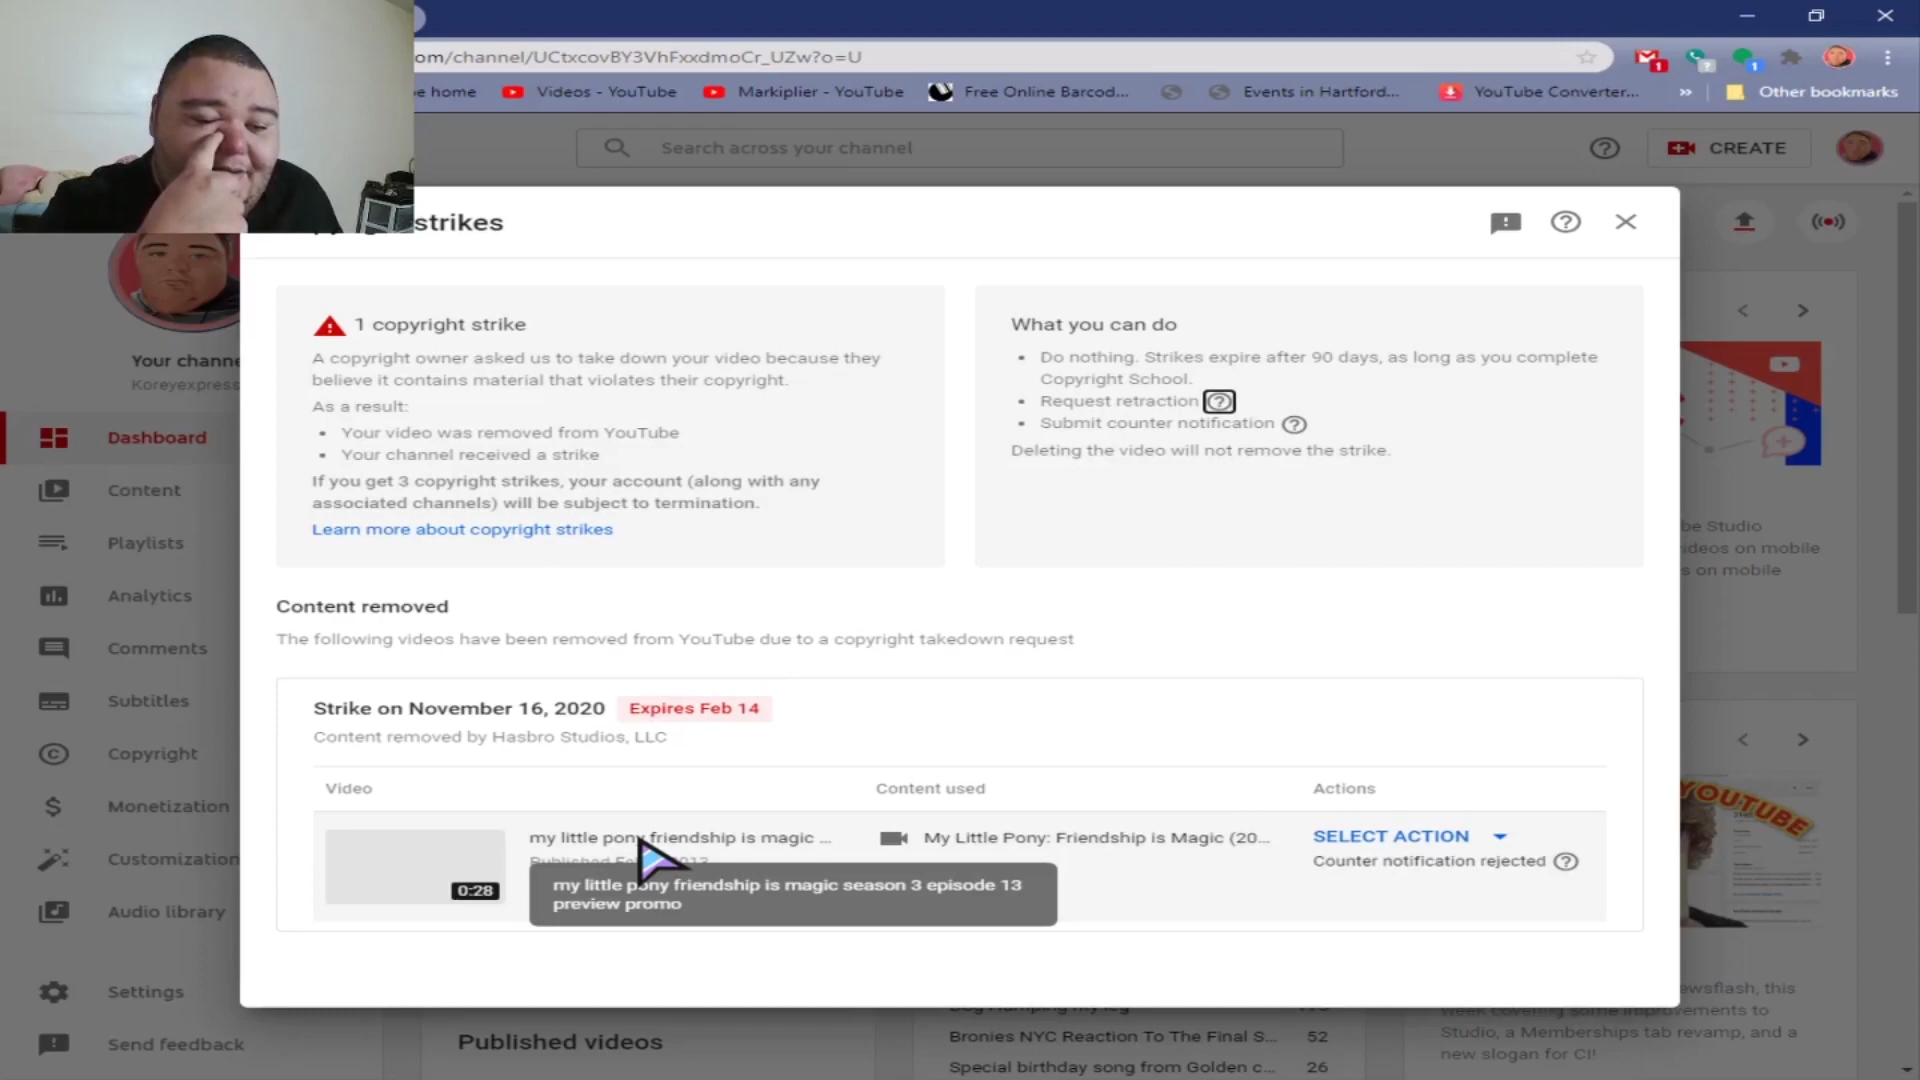 om/channel/UCtxcovBY3VhFxxdmoCr_UZw?o=U
1
?
1
e home
Videos - YouTube
Markiplier - YouTube
Free Online Barcod...
Events in Hartford...
YouTube Converter...
»
Other bookmarks
Search across your channel
CREATE
strikes
1 copyright strike
A copyright owner asked us to take down your video because they
believe it contains material that violates their copyright.
As a result:
• Your video was removed from YouTube
• Your channel received a strike
If you get 3 copyright strikes, your account (along with any
associated channels) will be subject to termination.
Learn more about copyright strikes
What you can do
• Do nothing. Strikes expire after 90 days, as long as you complete
Copyright School.
• Request retraction
• Submit counter notification
Deleting the video will not remove the strike.
Content removed
The following videos have been removed from YouTube due to a copyright takedown request
Strike on November 16, 2020
Expires Feb 14
Content removed by Hasbro Studios, LLC
Video
Content used
Actions
0:28
my little pony friendship is magic ...
My Little Pony: Friendship is Magic (20...
SELECT ACTION
Counter notification rejected
my little pony friendship is magic season 3 episode 13
preview promo
Your channe
Koreyexpress
Dashboard
Content
Playlists
Analytics
Comments
Subtitles
Copyright
Monetization
Customization
Audio library
Settings
Send feedback
be Studio
ideos on mobile
s on mobile
YOUTUBE
Published videos
Bronies NYC Reaction To The Final S...
52
Special birthday song from Golden c...
26
ewsflash, this
Studio, a Memberships tab revamp, and a
new slogan for CI!